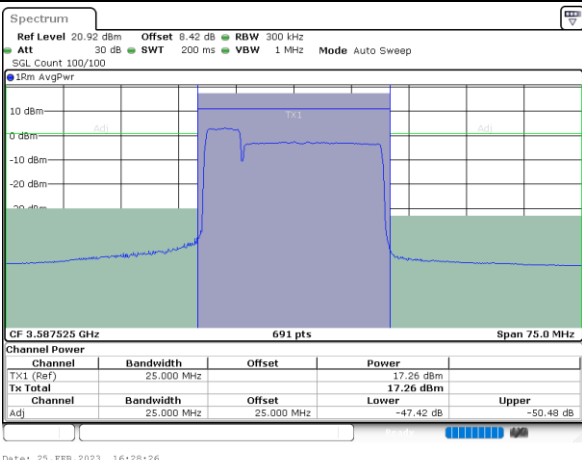 Spectrum
Ref Level 20.92 dBm Offset 8.42 dB RBW 300 kHz
Att 30 dB SWT 200 ms VBW 1 MHz Mode Auto Sweep
SGL Count 100/100
1Rm AvgPwr
10 dBm
TX1
Adj
Adj
0 dBm
-10 dBm
-20 dBm
-30 dBm
CF 3.587525 GHz 691 pts Span 75.0 MHz
Channel Power
Channel Bandwidth Offset Power
TX1 (Ref) 25.000 MHz 17.26 dBm
Tx Total 17.26 dBm
Channel Bandwidth Offset Lower Upper
Adj 25.000 MHz 25.000 MHz -47.42 dB -50.48 dB
Ready
Date: 25.FEB.2023 16:28:26